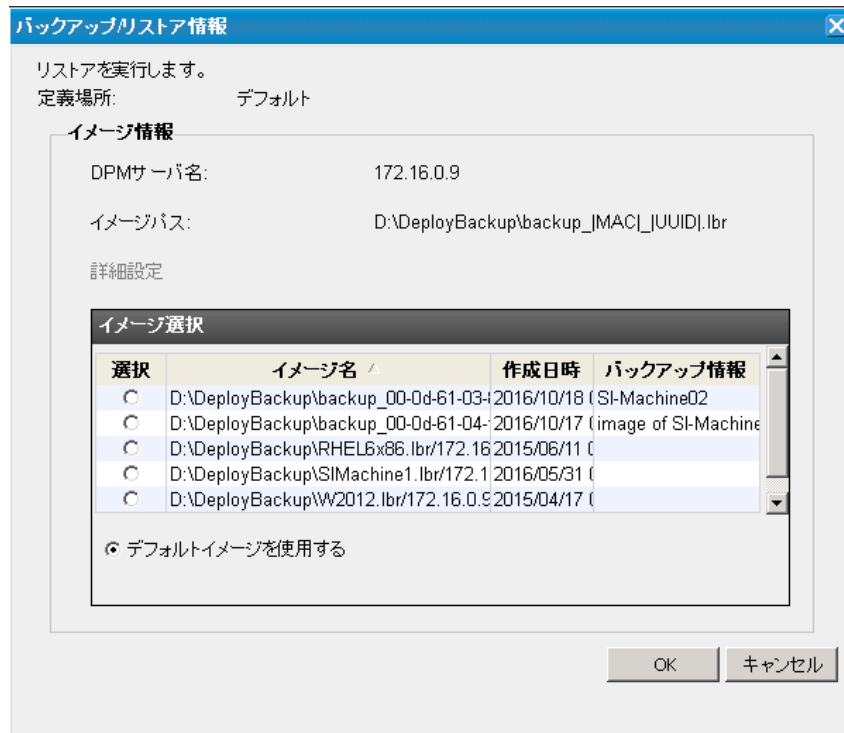 バックアップ/リストア情報
リストアを実行します。
定義場所: デフォルト
イメージ情報
DPMサーバ名: 172.16.0.9
イメージパス: D:\DeployBackup\backup_|MAC|_|UUID|.lbr
詳細設定
イメージ選択
選択 イメージ名 作成日時 バックアップ情報
D:\DeployBackup\backup_00-0d-61-03- 2016/10/18 ( SI-Machine02
D:\DeployBackup\backup_00-0d-61-04- 2016/10/17 ( image of SI-Machine
D:\DeployBackup\RHEL6x86.lbr/172.16 2015/06/11 0
D:\DeployBackup\SIMachine1.lbr/172.1 2016/05/31 0
D:\DeployBackup\W2012.lbr/172.16.0.9 2015/04/17 0
デフォルトイメージを使用する
OK キャンセル